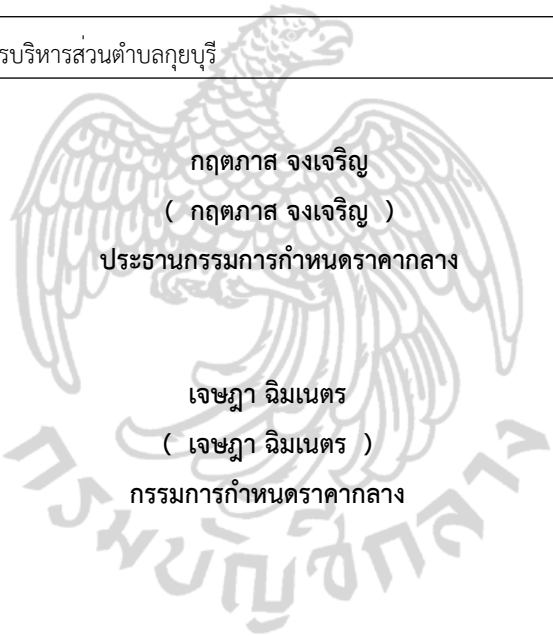 รบริหารส่วนตำบลกุยบุรี
กฤตภาส จงเจริญ
( กฤตภาส จงเจริญ )
ประธานกรรมการกำหนดราคากลาง
เจษฎา ฉิมเนตร
( เจษฎา ฉิมเนตร )
กรรมการกำหนดราคากลาง
กรมบัญชีกลาง